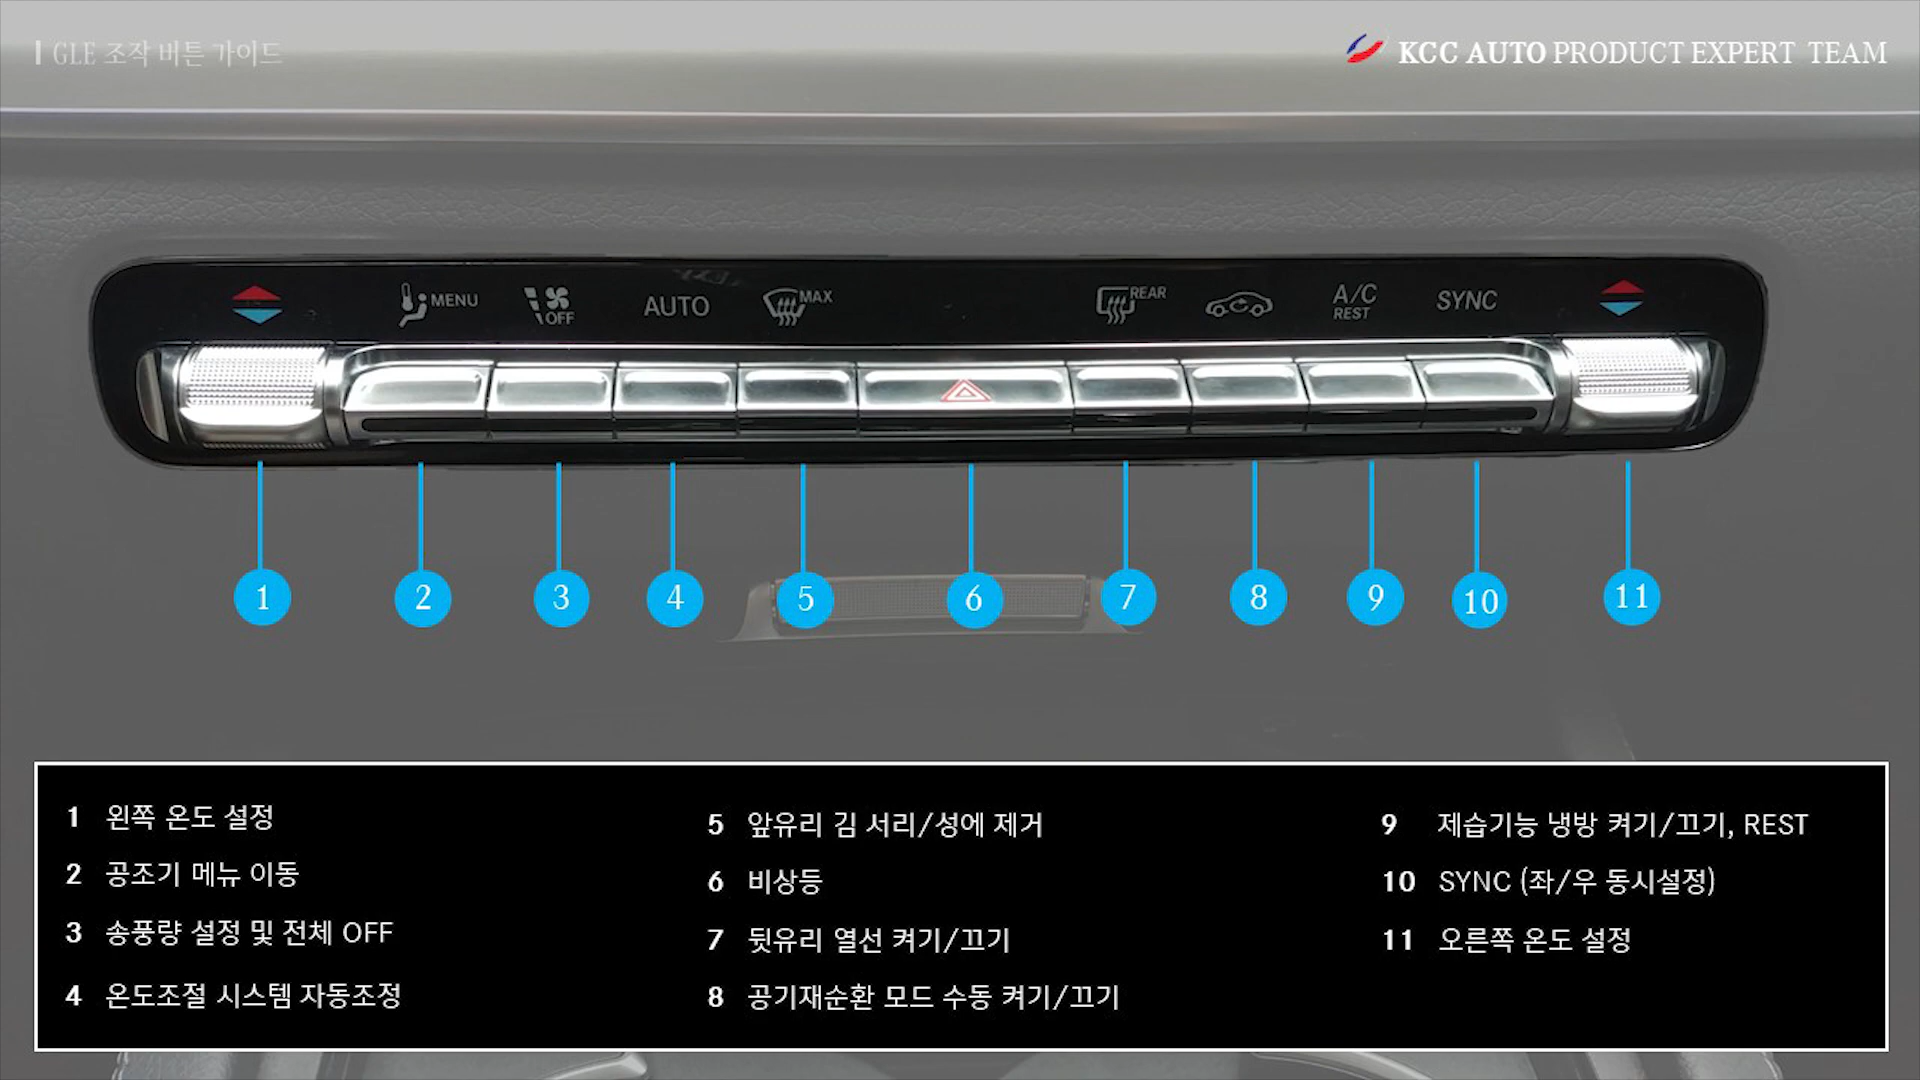 GLE 조작 버튼 가이드
KCC AUTO PRODUCT EXPERT TEAM
MENU
OFF
AUTO
MAX
REAR
A/C
REST
SYNC
1 2 3 4 5 6 7 8 9 10 11
1 왼쪽 온도 설정
2 공조기 메뉴 이동
3 송풍량 설정 및 전체 OFF
4 온도조절 시스템 자동조정
5 앞유리 김 서리/성에 제거
6 비상등
7 뒷유리 열선 켜기/끄기
8 공기재순환 모드 수동 켜기/끄기
9 제습기능 냉방 켜기/끄기, REST
10 SYNC (좌/우 동시설정)
11 오른쪽 온도 설정